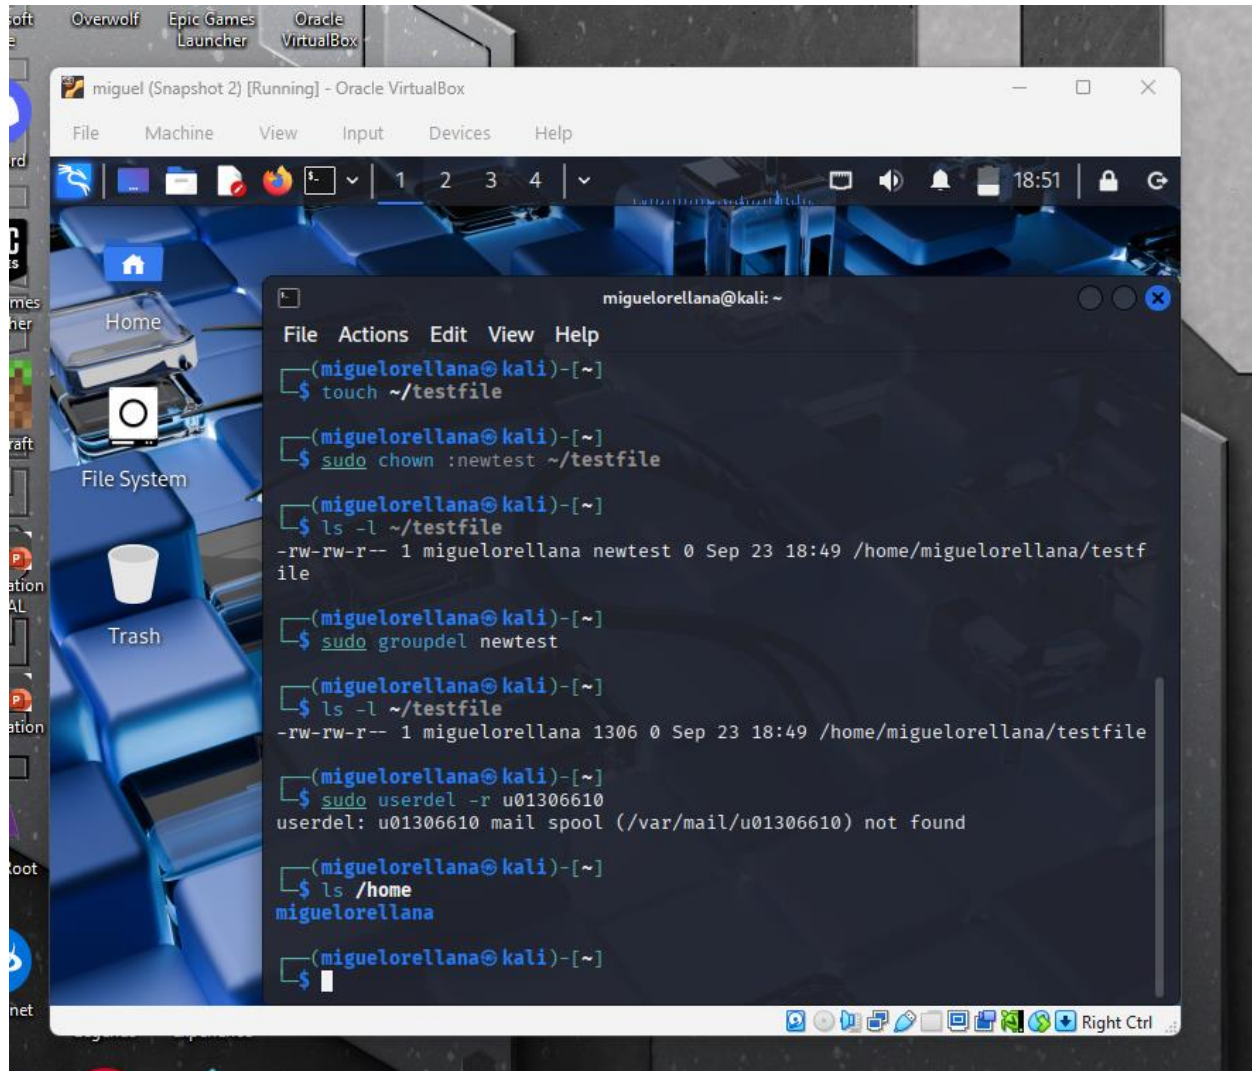 Overwolf
Epic Games
Launcher
Oracle
VirtualBox
miguel (Snapshot 2) [Running] - Oracle VirtualBox
File Machine View Input Devices Help
1 2 3 4 18:51
Home
File System
Trash
miguelorellana@kali: ~
File Actions Edit View Help
┌──(miguelorellana㉿kali)-[~]
└─$ touch ~/testfile
┌──(miguelorellana㉿kali)-[~]
└─$ sudo chown :newtest ~/testfile
┌──(miguelorellana㉿kali)-[~]
└─$ ls -l ~/testfile
-rw-rw-r-- 1 miguelorellana newtest 0 Sep 23 18:49 /home/miguelorellana/testf
ile
┌──(miguelorellana㉿kali)-[~]
└─$ sudo groupdel newtest
┌──(miguelorellana㉿kali)-[~]
└─$ ls -l ~/testfile
-rw-rw-r-- 1 miguelorellana 1306 0 Sep 23 18:49 /home/miguelorellana/testfile
┌──(miguelorellana㉿kali)-[~]
└─$ sudo userdel -r u01306610
userdel: u01306610 mail spool (/var/mail/u01306610) not found
┌──(miguelorellana㉿kali)-[~]
└─$ ls /home
miguelorellana
┌──(miguelorellana㉿kali)-[~]
└─$
Right Ctrl